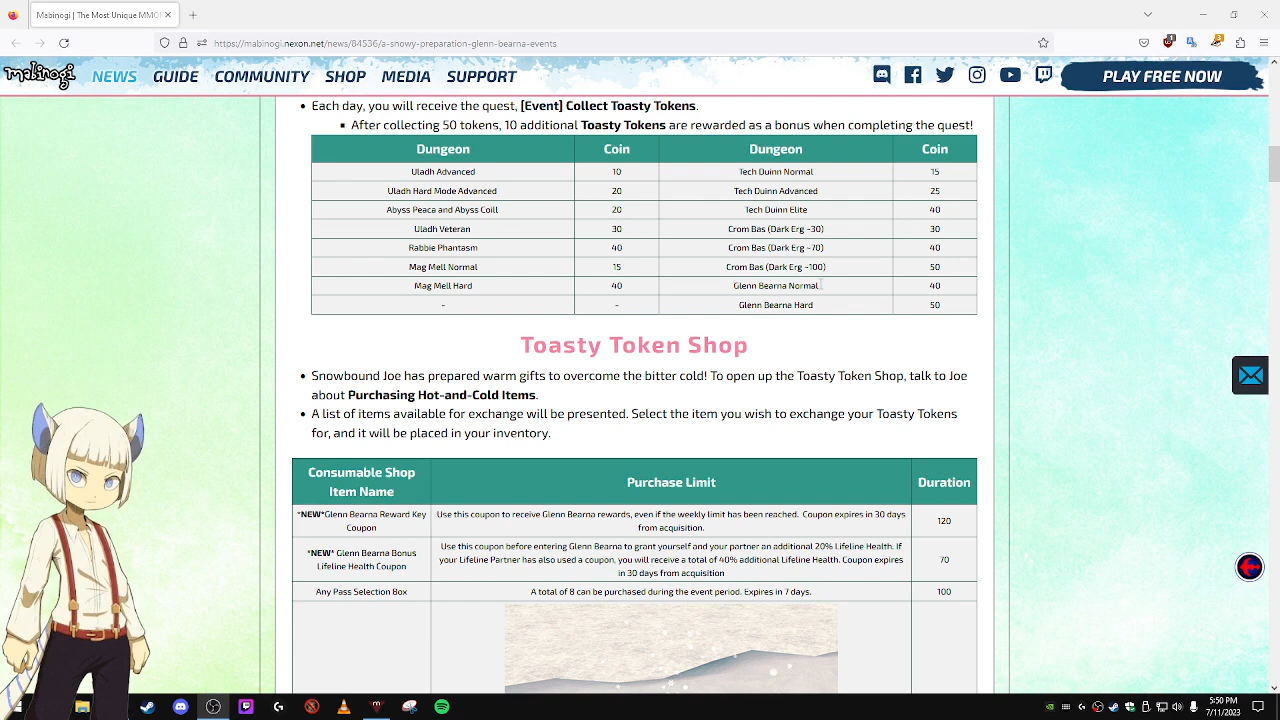 Mabinogi | The Most Unique MMO
https://mabinogi.nexon.net/news/84536/a-snowy-preparation-glenn-bearna-events
mabinogi
NEWS GUIDE COMMUNITY SHOP MEDIA SUPPORT
PLAY FREE NOW
• Each day, you will receive the quest, [Event] Collect Toasty Tokens.
▪ After collecting 50 tokens, 10 additional Toasty Tokens are rewarded as a bonus when completing the quest!
Dungeon Coin Dungeon Coin
Uladh Advanced 10 Tech Duinn Normal 15
Uladh Hard Mode Advanced 20 Tech Duinn Advanced 25
Abyss Peaca and Abyss Coill 20 Tech Duinn Elite 40
Uladh Veteran 30 Crom Bas (Dark Erg ~30) 30
Rabbie Phantasm 40 Crom Bas (Dark Erg ~70) 40
Mag Mell Normal 15 Crom Bas (Dark Erg ~100) 50
Mag Mell Hard 40 Glenn Bearna Normal 40
- - Glenn Bearna Hard 50
Toasty Token Shop
• Snowbound Joe has prepared warm gifts to overcome the bitter cold! To open up the Toasty Token Shop, talk to Joe
about Purchasing Hot-and-Cold Items.
• A list of items available for exchange will be presented. Select the item you wish to exchange your Toasty Tokens
for, and it will be placed in your inventory.
Consumable Shop
Item Name
Purchase Limit
Duration
*NEW*Glenn Bearna Reward Key
Coupon
Use this coupon to receive Glenn Bearna rewards, even if the weekly limit has been reached. Coupon expires in 30 days
from acquisition.
120
*NEW* Glenn Bearna Bonus
Lifeline Health Coupon
Use this coupon before entering Glenn Bearna to grant yourself and your partner an additional 20% Lifeline Health. If
your Lifeline Partner has also used a coupon, you will receive a total of 40% additional Lifeline Health. Coupon expires
in 30 days from acquisition
70
Any Pass Selection Box A total of 8 can be purchased during the event period. Expires in 7 days. 100
5:50 PM
7/11/2023